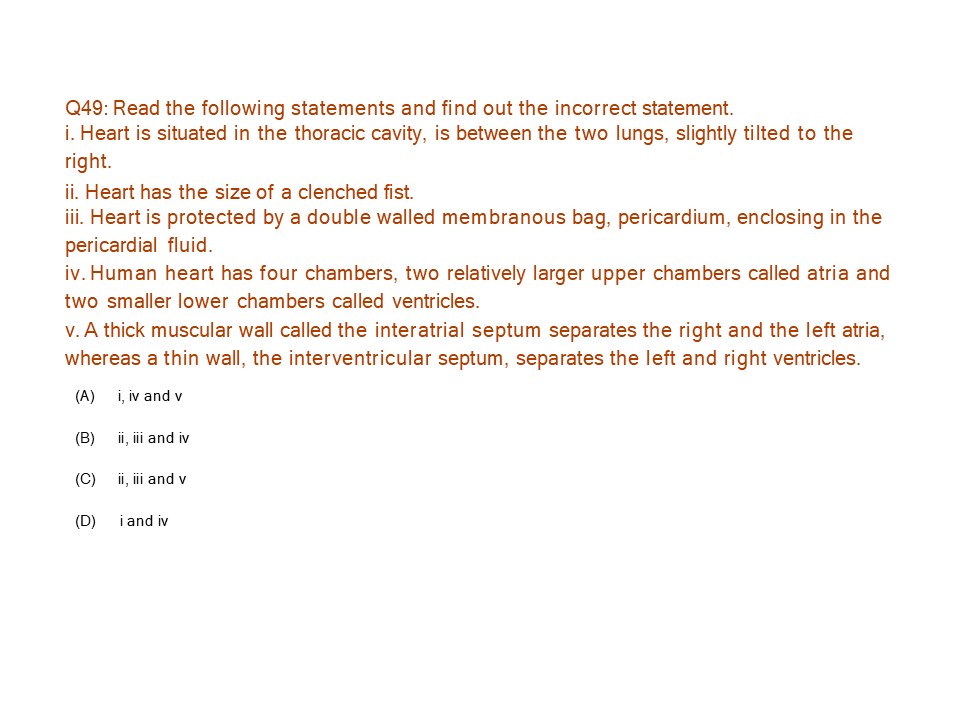 Q49: Read the following statements and find out the incorrect statement.
i. Heart is situated in the thoracic cavity, is between the two lungs, slightly tilted to the
right.
ii. Heart has the size of a clenched fist.
iii. Heart is protected by a double walled membranous bag, pericardium, enclosing in the
pericardial fluid.
iv. Human heart has four chambers, two relatively larger upper chambers called atria and
two smaller lower chambers called ventricles.
v. A thick muscular wall called the interatrial septum separates the right and the left atria,
whereas a thin wall, the interventricular septum, separates the left and right ventricles.
(A) i, iv and v
(B) ii, iii and iv
(C) ii, iii and v
(D) i and iv